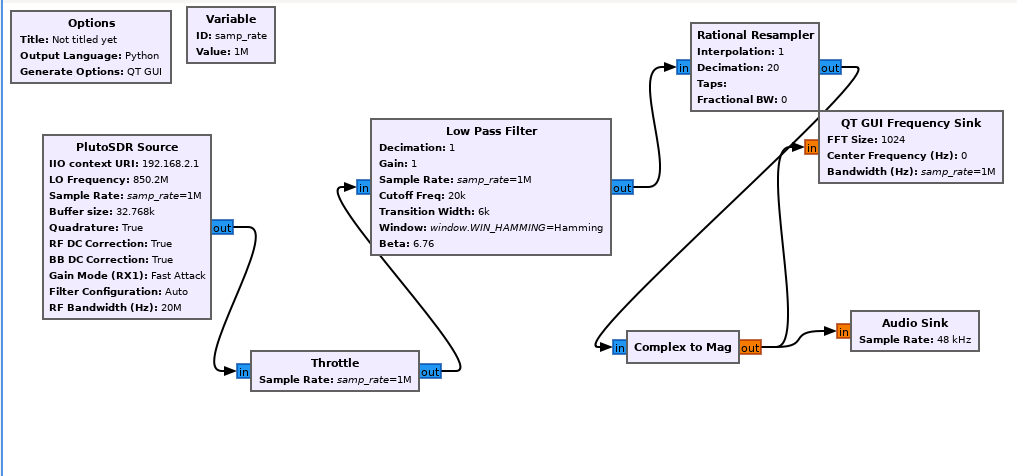 Options
Title: Not titled yet
Output Language: Python
Generate Options: QT GUI
Variable
ID: samp_rate
Value: 1M
Rational Resampler
Interpolation: 1
Decimation: 20
Taps:
Fractional BW: 0
in
out
QT GUI Frequency Sink
FFT Size: 1024
Center Frequency (Hz): 0
Bandwidth (Hz): samp_rate=1M
in
PlutoSDR Source
IIO context URI: 192.168.2.1
LO Frequency: 850.2M
Sample Rate: samp_rate=1M
Buffer size: 32.768k
Quadrature: True
RF DC Correction: True
BB DC Correction: True
Gain Mode (RX1): Fast Attack
Filter Configuration: Auto
RF Bandwidth (Hz): 20M
out
Low Pass Filter
Decimation: 1
Gain: 1
Sample Rate: samp_rate=1M
Cutoff Freq: 20k
Transition Width: 6k
Window: window.WIN_HAMMING=Hamming
Beta: 6.76
in
out
Throttle
Sample Rate: samp_rate=1M
in
out
in
Complex to Mag
out
in
Audio Sink
Sample Rate: 48 kHz